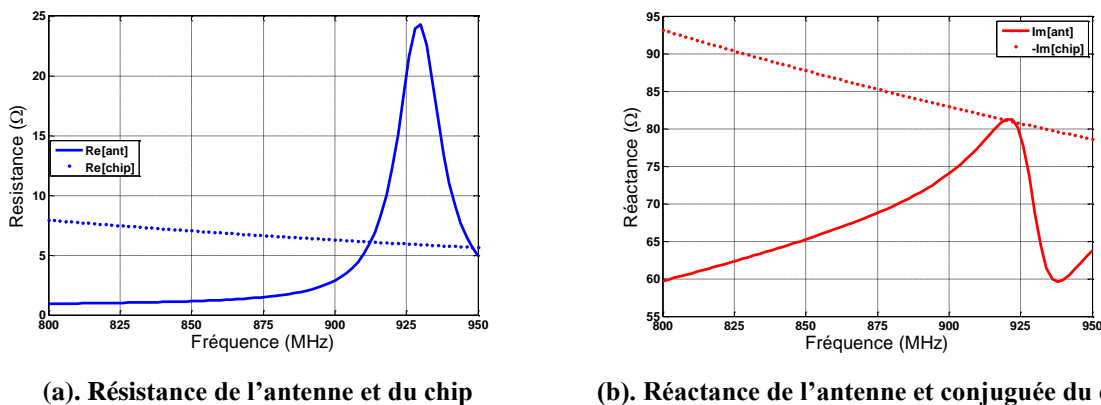 25
20
15
10
5
0
800 825 850 875 900 925 950
Resistance (Ω)
Fréquence (MHz)
Re[ant]
Re[chip]
95
90
85
80
75
70
65
60
55
800 825 850 875 900 925 950
Réactance (Ω)
Fréquence (MHz)
Im[ant]
-Im[chip]
(a). Résistance de l’antenne et du chip
(b). Réactance de l’antenne et conjuguée du